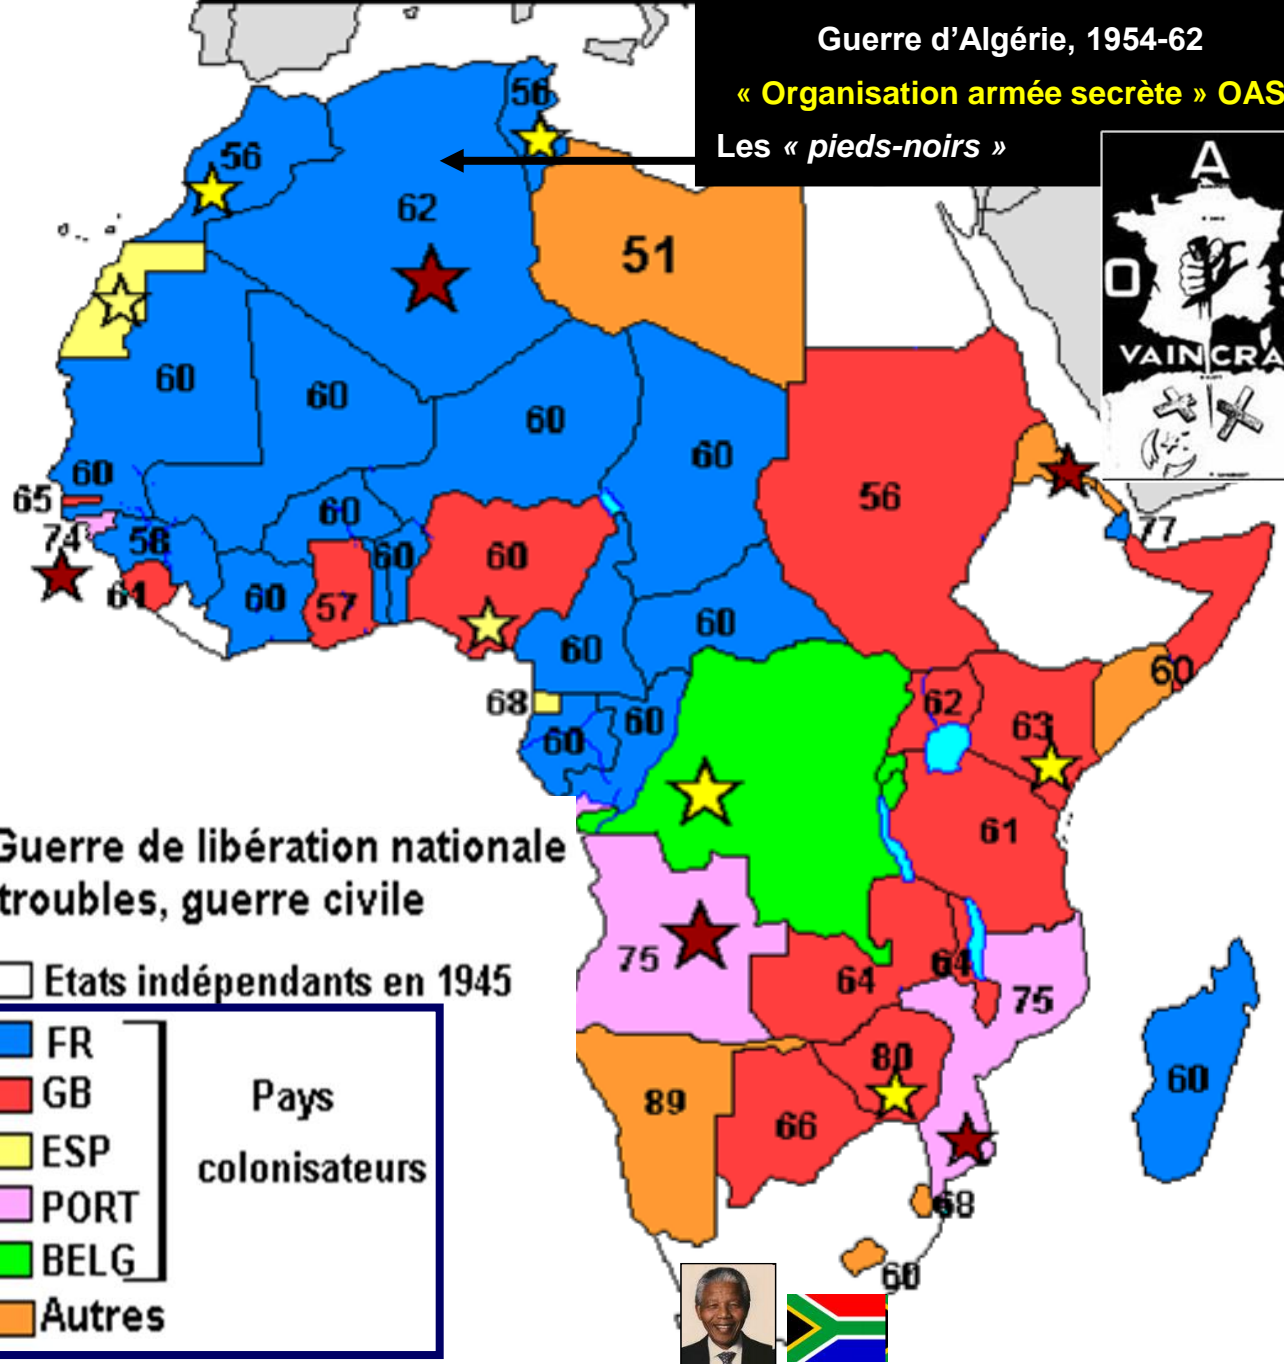 Guerre d’Algérie, 1954-62
« Organisation armée secrète » OAS
Les « pieds-noirs »
A
O S
VAINCRA
56
56
62
51
60
60
60
60
60
65
74
58
60
60
60
56
77
61
60
57
60
60
60
68
60
60
62
63
60
61
75
64
64
75
80
89
66
60
68
60
Guerre de libération nationale
troubles, guerre civile
Etats indépendants en 1945
FR
GB
ESP
PORT
BELG
Autres
Pays
colonisateurs